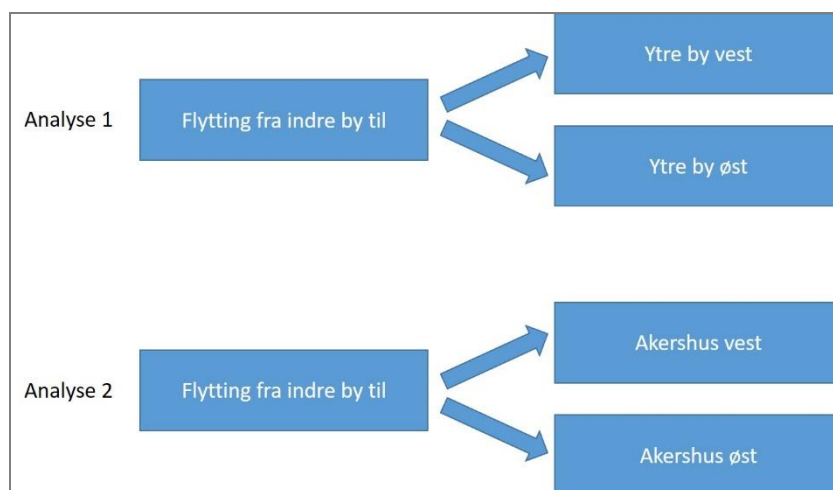 Ytre by vest
Analyse 1
Flytting fra indre by til
Ytre by øst
Akershus vest
Analyse 2
Flytting fra indre by til
Akershus øst